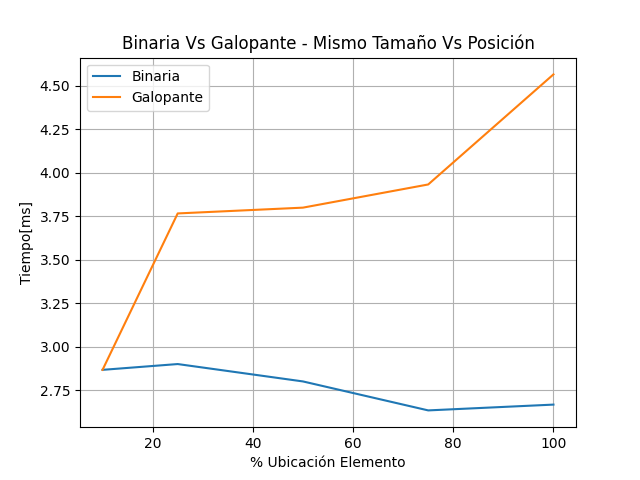 Binaria Vs Galopante - Mismo Tamaño Vs Posición
Binaria
Galopante
4.50
4.25
4.00
3.75
3.50
3.25
3.00
2.75
Tiempo[ms]
20 40 60 80 100
% Ubicación Elemento